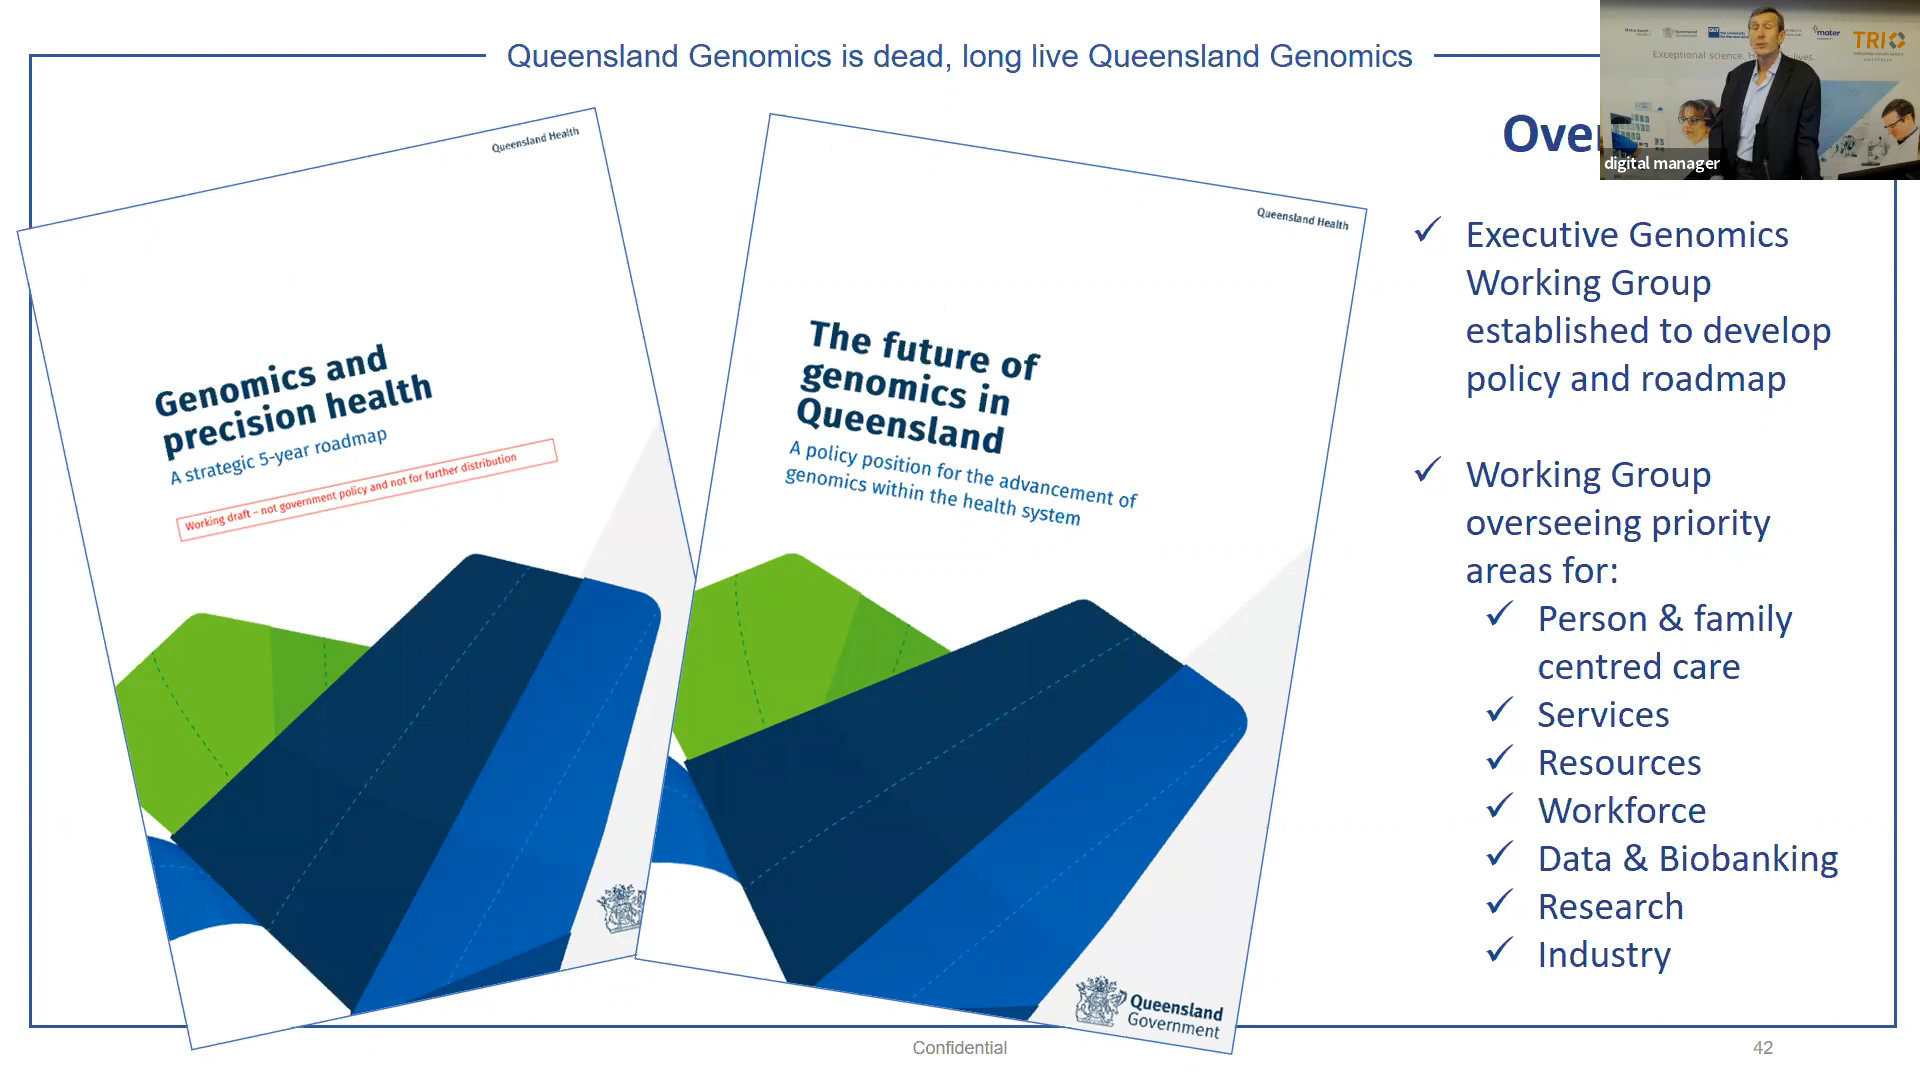 Queensland Genomics is dead, long live Queensland Genomics
mater
TRI
Exceptional science.
lives.
digital manager
Ove
Queensland Health
Genomics and
precision health
A strategic 5-year roadmap
Working draft – not government policy and not for further distribution
Queensland Health
The future of
genomics in
Queensland
A policy position for the advancement of
genomics within the health system
Queensland
Government
✓ Executive Genomics
Working Group
established to develop
policy and roadmap
✓ Working Group
overseeing priority
areas for:
✓ Person & family
centred care
✓ Services
✓ Resources
✓ Workforce
✓ Data & Biobanking
✓ Research
✓ Industry
Confidential
42